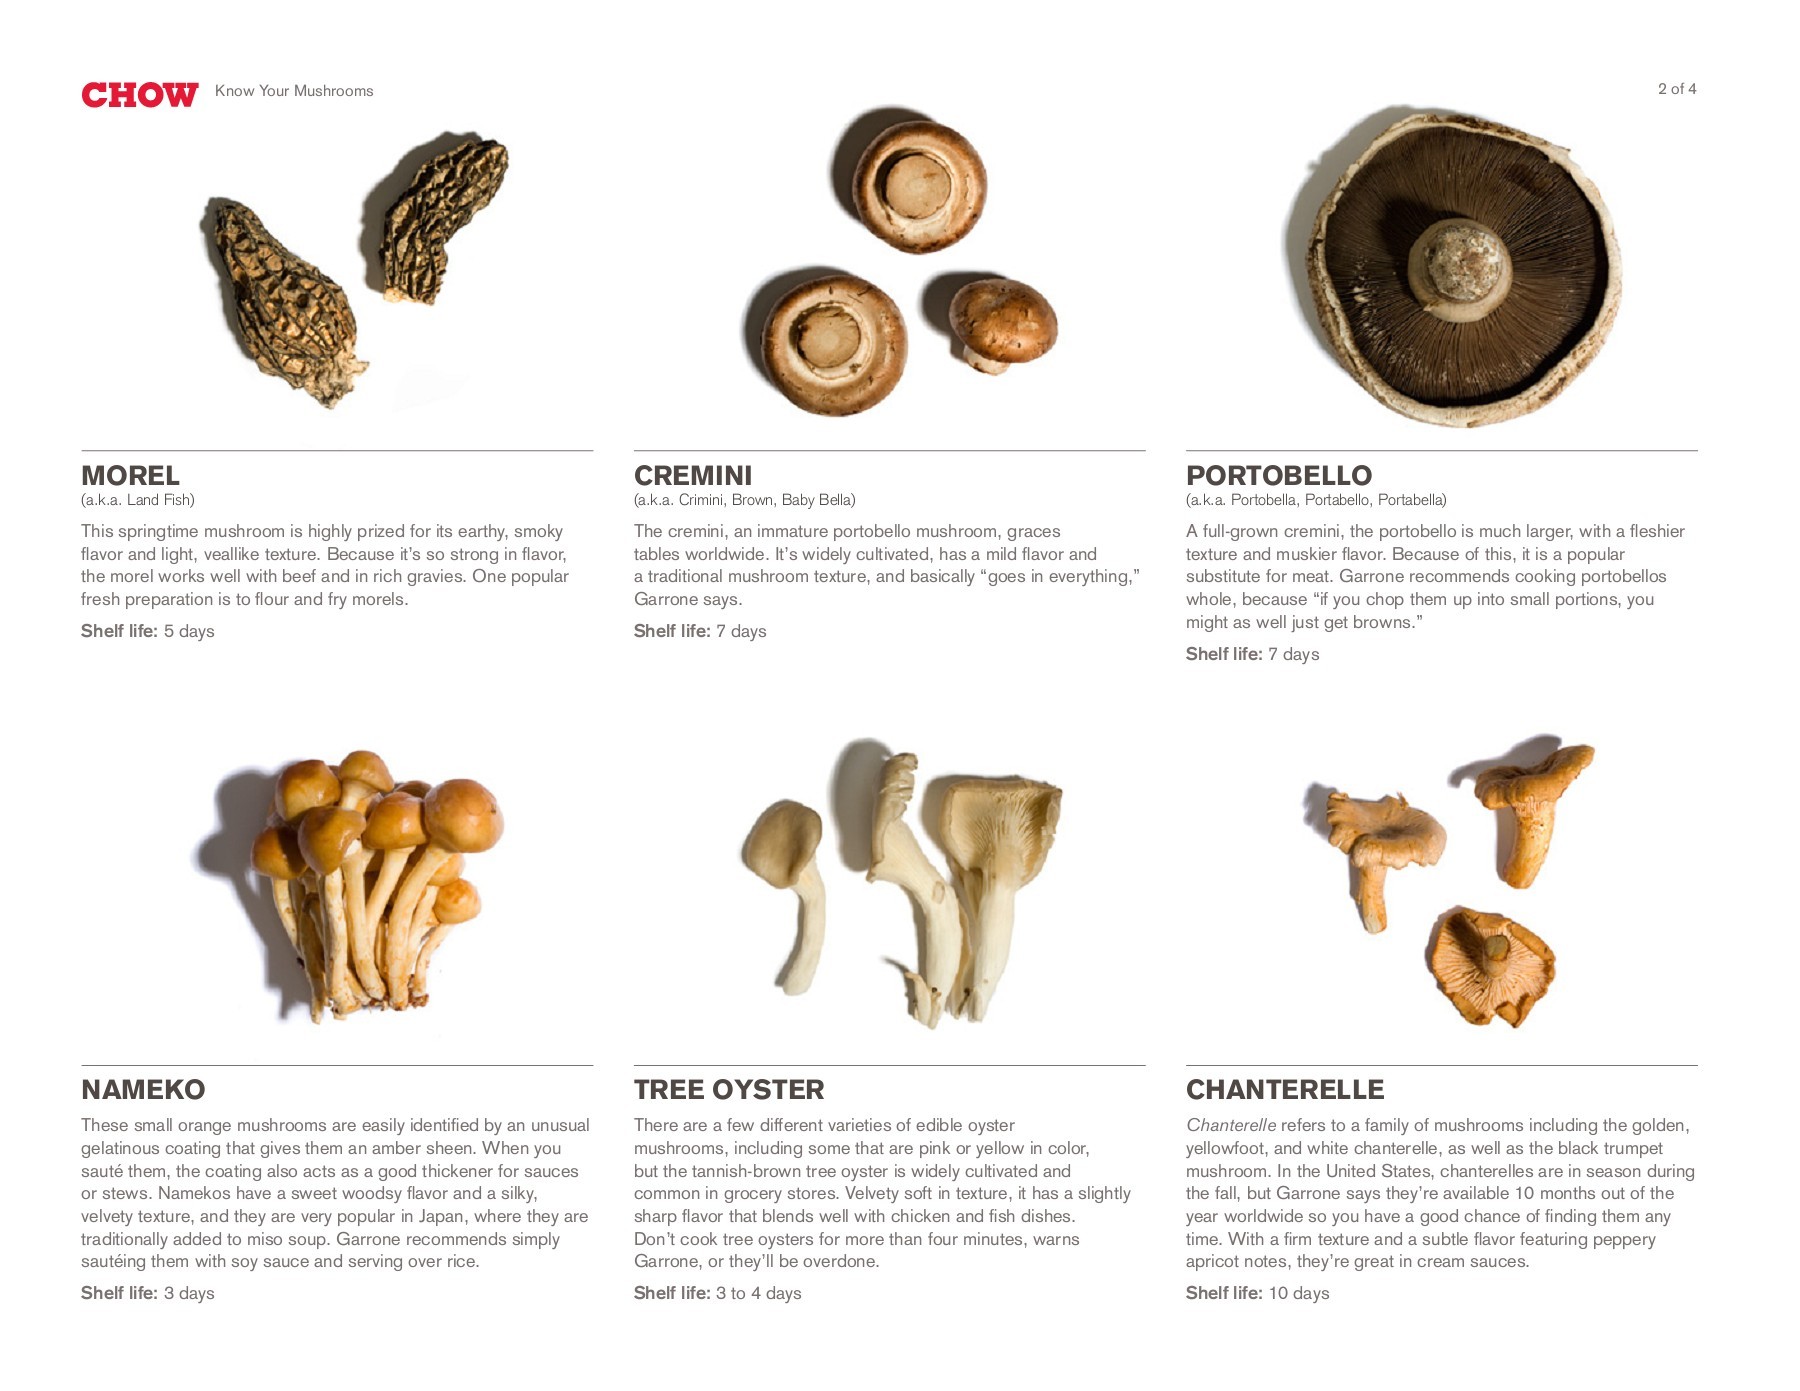 CHOW Know Your Mushrooms
2 of 4
MOREL
(a.k.a. Land Fish)
This springtime mushroom is highly prized for its earthy, smoky
flavor and light, veallike texture. Because it’s so strong in flavor,
the morel works well with beef and in rich gravies. One popular
fresh preparation is to flour and fry morels.
Shelf life: 5 days
CREMINI
(a.k.a. Crimini, Brown, Baby Bella)
The cremini, an immature portobello mushroom, graces
tables worldwide. It’s widely cultivated, has a mild flavor and
a traditional mushroom texture, and basically “goes in everything,”
Garrone says.
Shelf life: 7 days
PORTOBELLO
(a.k.a. Portobella, Portabello, Portabella)
A full-grown cremini, the portobello is much larger, with a fleshier
texture and muskier flavor. Because of this, it is a popular
substitute for meat. Garrone recommends cooking portobellos
whole, because “if you chop them up into small portions, you
might as well just get browns.”
Shelf life: 7 days
NAMEKO
These small orange mushrooms are easily identified by an unusual
gelatinous coating that gives them an amber sheen. When you
sauté them, the coating also acts as a good thickener for sauces
or stews. Namekos have a sweet woodsy flavor and a silky,
velvety texture, and they are very popular in Japan, where they are
traditionally added to miso soup. Garrone recommends simply
sautéing them with soy sauce and serving over rice.
Shelf life: 3 days
TREE OYSTER
There are a few different varieties of edible oyster
mushrooms, including some that are pink or yellow in color,
but the tannish-brown tree oyster is widely cultivated and
common in grocery stores. Velvety soft in texture, it has a slightly
sharp flavor that blends well with chicken and fish dishes.
Don’t cook tree oysters for more than four minutes, warns
Garrone, or they’ll be overdone.
Shelf life: 3 to 4 days
CHANTERELLE
Chanterelle refers to a family of mushrooms including the golden,
yellowfoot, and white chanterelle, as well as the black trumpet
mushroom. In the United States, chanterelles are in season during
the fall, but Garrone says they’re available 10 months out of the
year worldwide so you have a good chance of finding them any
time. With a firm texture and a subtle flavor featuring peppery
apricot notes, they’re great in cream sauces.
Shelf life: 10 days